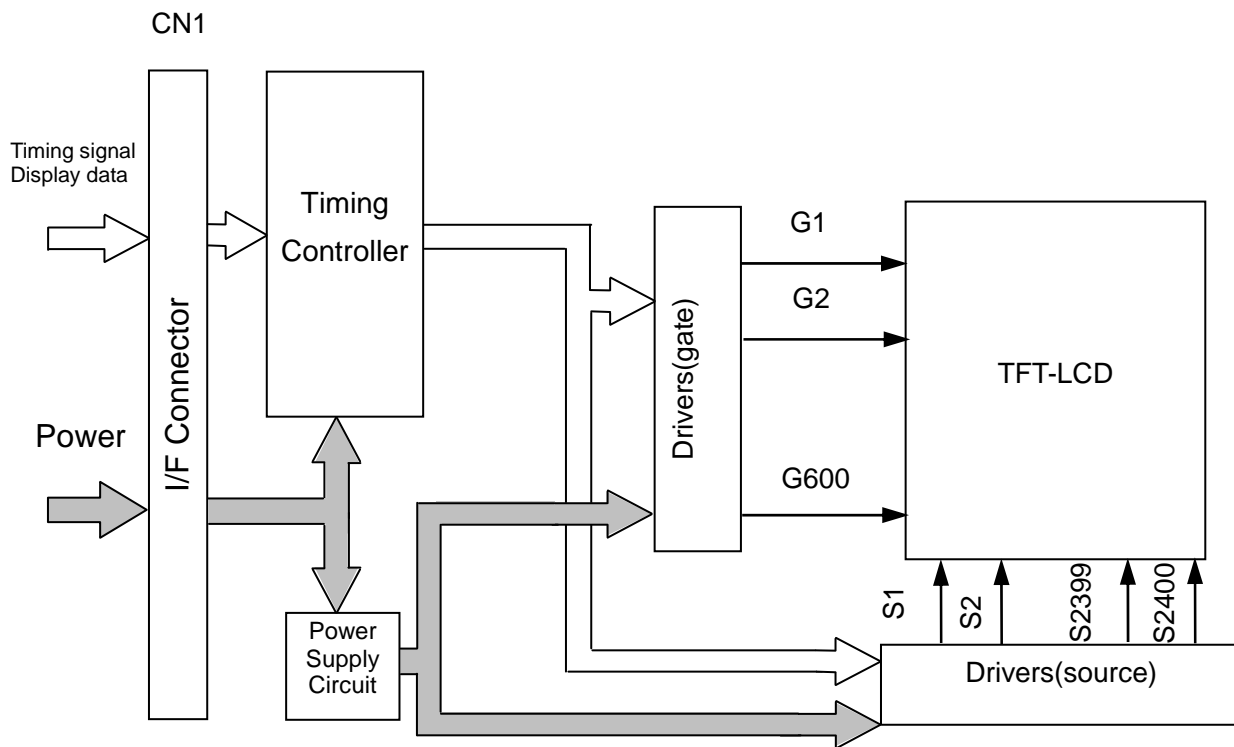 CN1
Timing signal
Display data
Power
I/F Connector
Timing
Controller
Power
Supply
Circuit
Drivers(gate)
G1
G2
G600
TFT-LCD
S1
S2
S2399
S2400
Drivers(source)